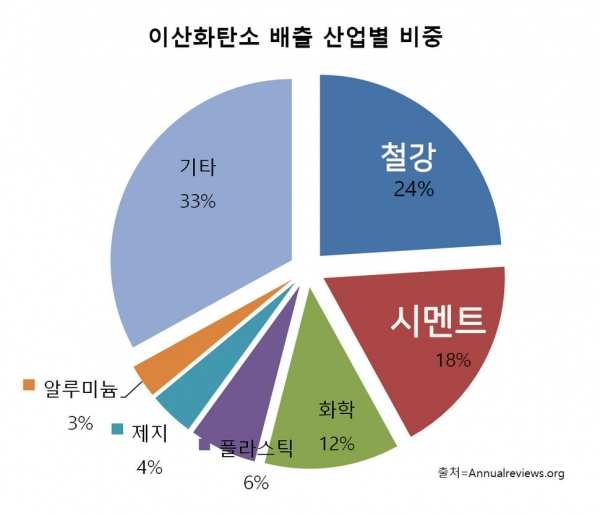 이산화탄소 배출 산업별 비중
철강
24%
시멘트
18%
화학
12%
플라스틱
6%
제지
4%
알루미늄
3%
기타
33%
출처=Annualreviews.org